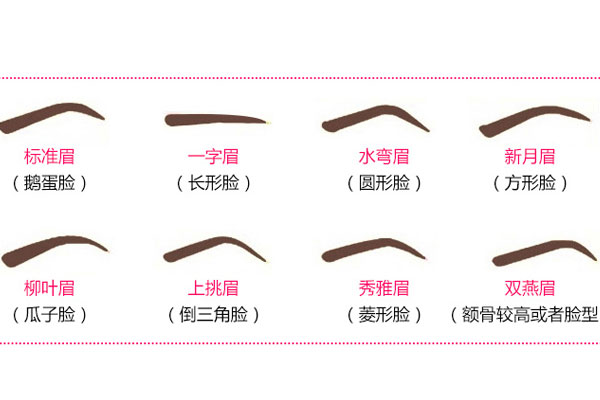 标准眉 一字眉 水弯眉 新月眉
（鹅蛋脸） （长形脸） （圆形脸） （方形脸）
柳叶眉 上挑眉 秀雅眉 双燕眉
（瓜子脸） （倒三角脸） （菱形脸） （额骨较高或者脸型